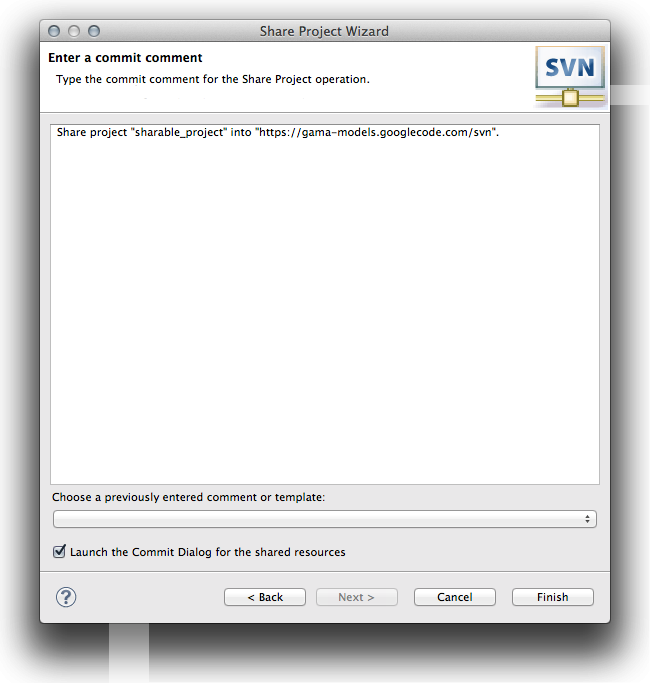 Share Project Wizard
Enter a commit comment
Type the commit comment for the Share Project operation.
SVN
Share project "sharable_project" into "https://gama-models.googlecode.com/svn".
Choose a previously entered comment or template:
Launch the Commit Dialog for the shared resources
?
< Back
Next >
Cancel
Finish